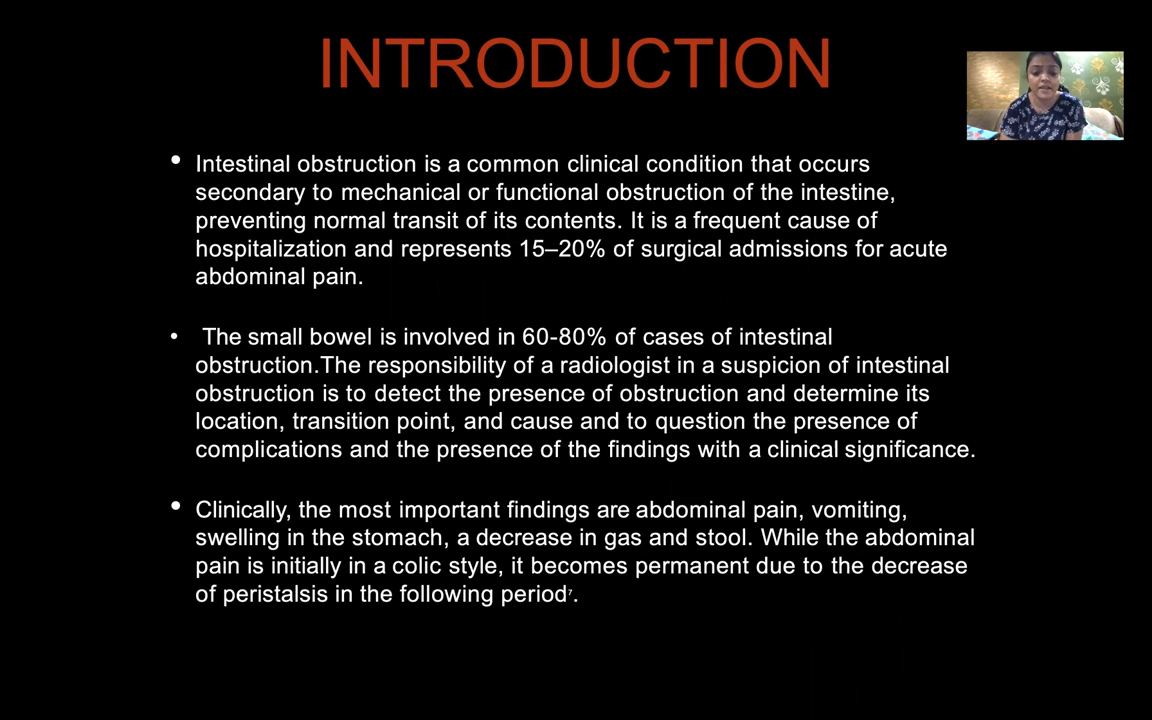 INTRODUCTION
• Intestinal obstruction is a common clinical condition that occurs
secondary to mechanical or functional obstruction of the intestine,
preventing normal transit of its contents. It is a frequent cause of
hospitalization and represents 15–20% of surgical admissions for acute
abdominal pain.
• The small bowel is involved in 60-80% of cases of intestinal
obstruction.The responsibility of a radiologist in a suspicion of intestinal
obstruction is to detect the presence of obstruction and determine its
location, transition point, and cause and to question the presence of
complications and the presence of the findings with a clinical significance.
• Clinically, the most important findings are abdominal pain, vomiting,
swelling in the stomach, a decrease in gas and stool. While the abdominal
pain is initially in a colic style, it becomes permanent due to the decrease
of peristalsis in the following period⁷.